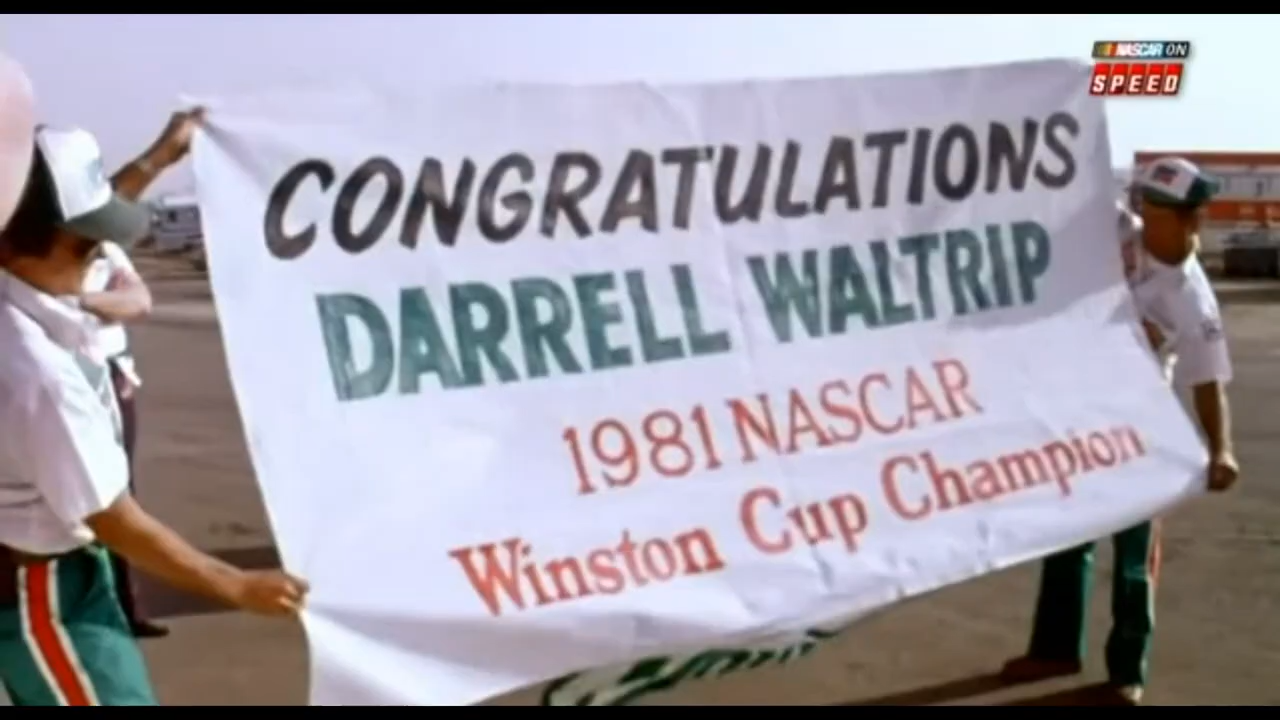 NASCAR ON
SPEED
CONGRATULATIONS
DARRELL WALTRIP
1981 NASCAR
Winston Cup Champion